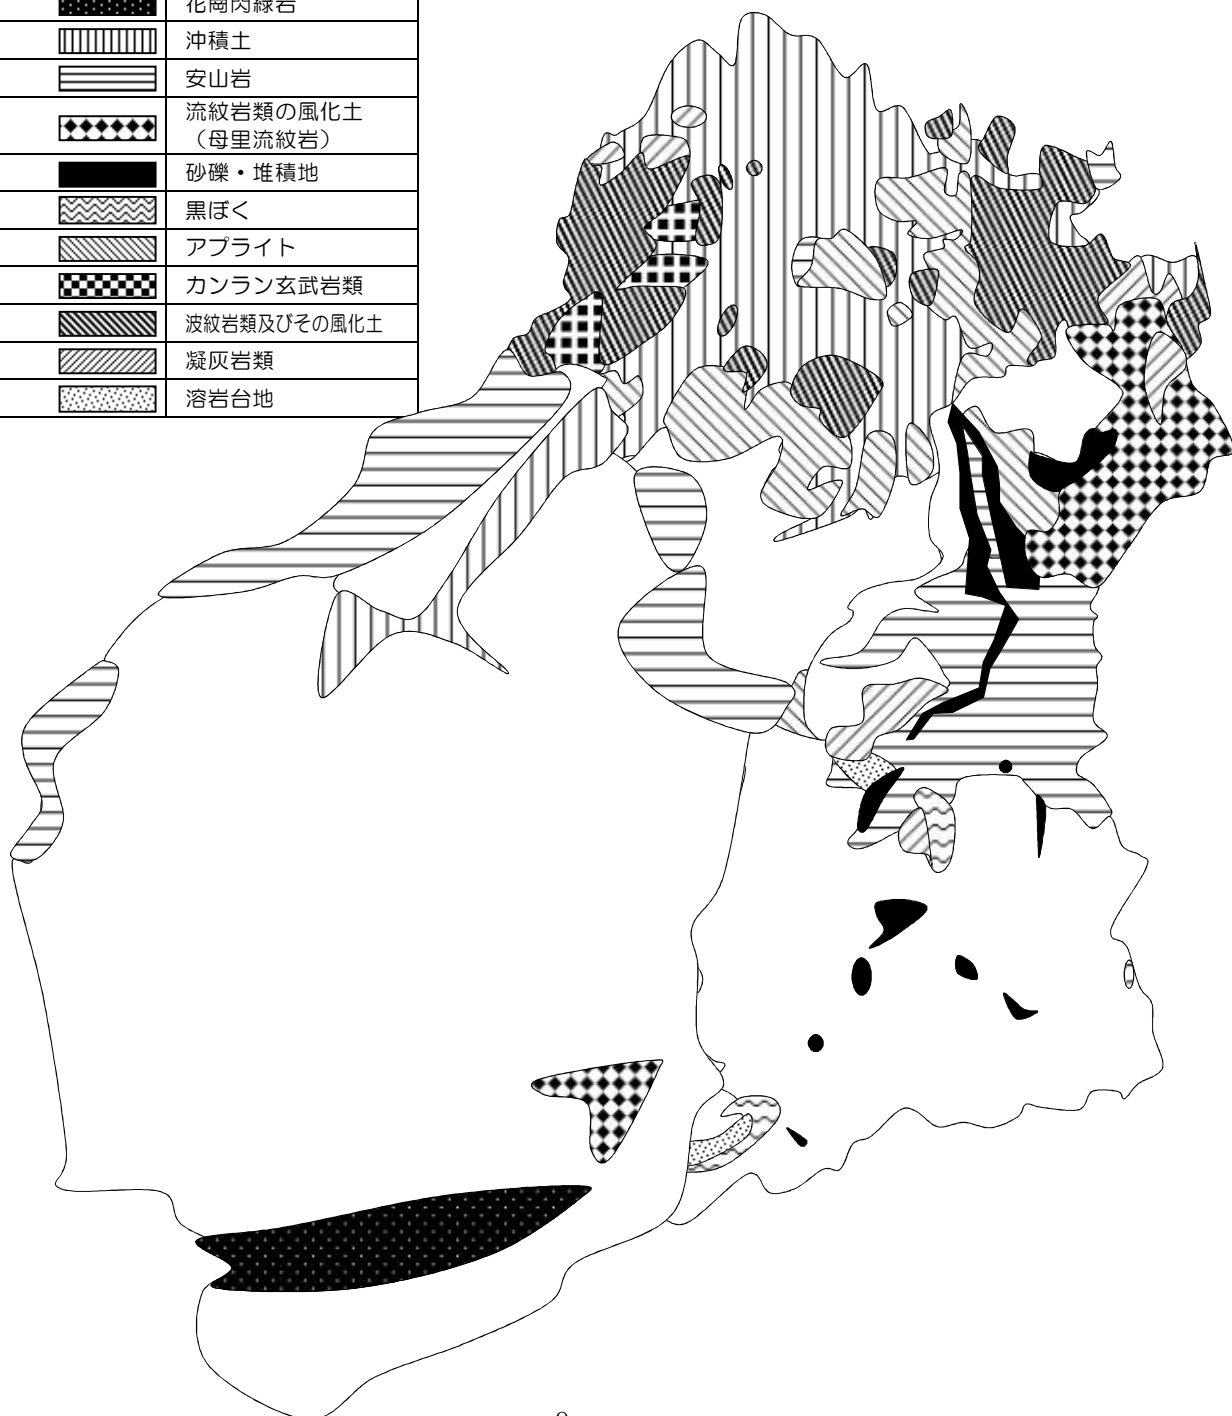 花崗閃緑岩
沖積土
安山岩
流紋岩類の風化土
（母里流紋岩）
砂礫・堆積地
黒ぼく
アプライト
カンラン玄武岩類
波紋岩類及びその風化土
凝灰岩類
溶岩台地